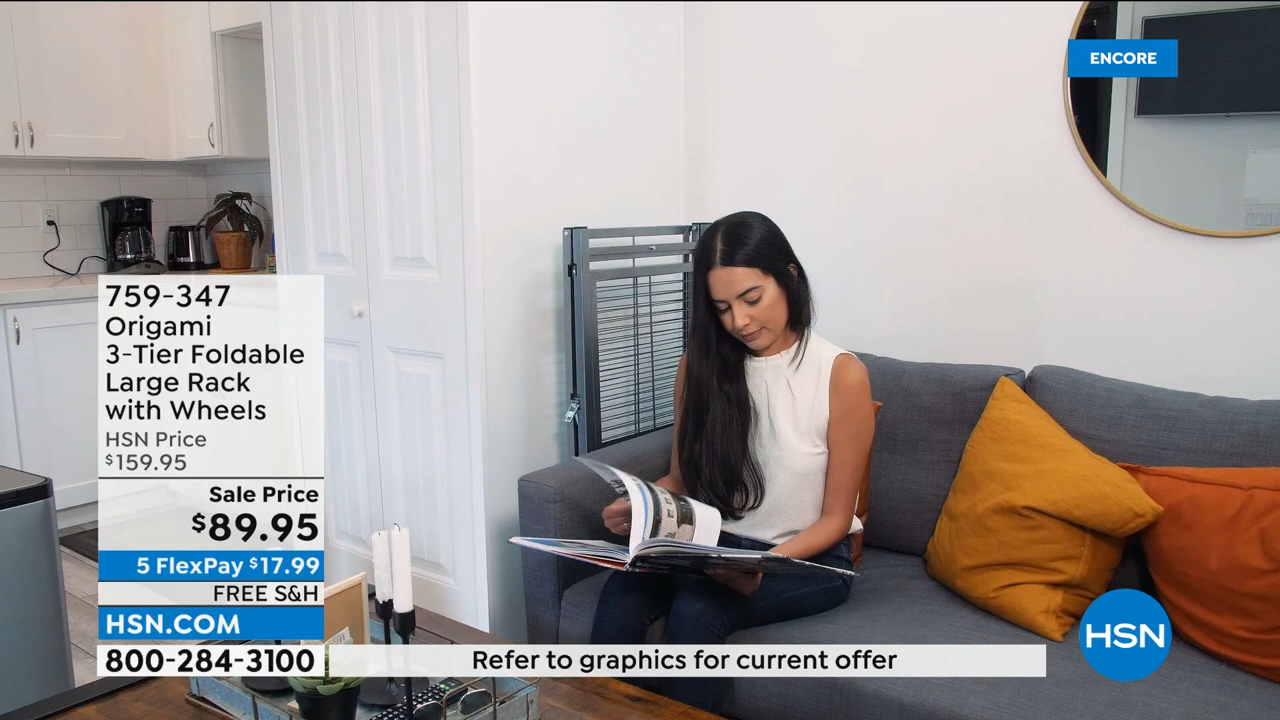 ENCORE
759-347
Origami
3-Tier Foldable
Large Rack
with Wheels
HSN Price
$159.95
Sale Price
$89.95
5 FlexPay $17.99
FREE S&H
HSN.COM
800-284-3100
Refer to graphics for current offer
HSN